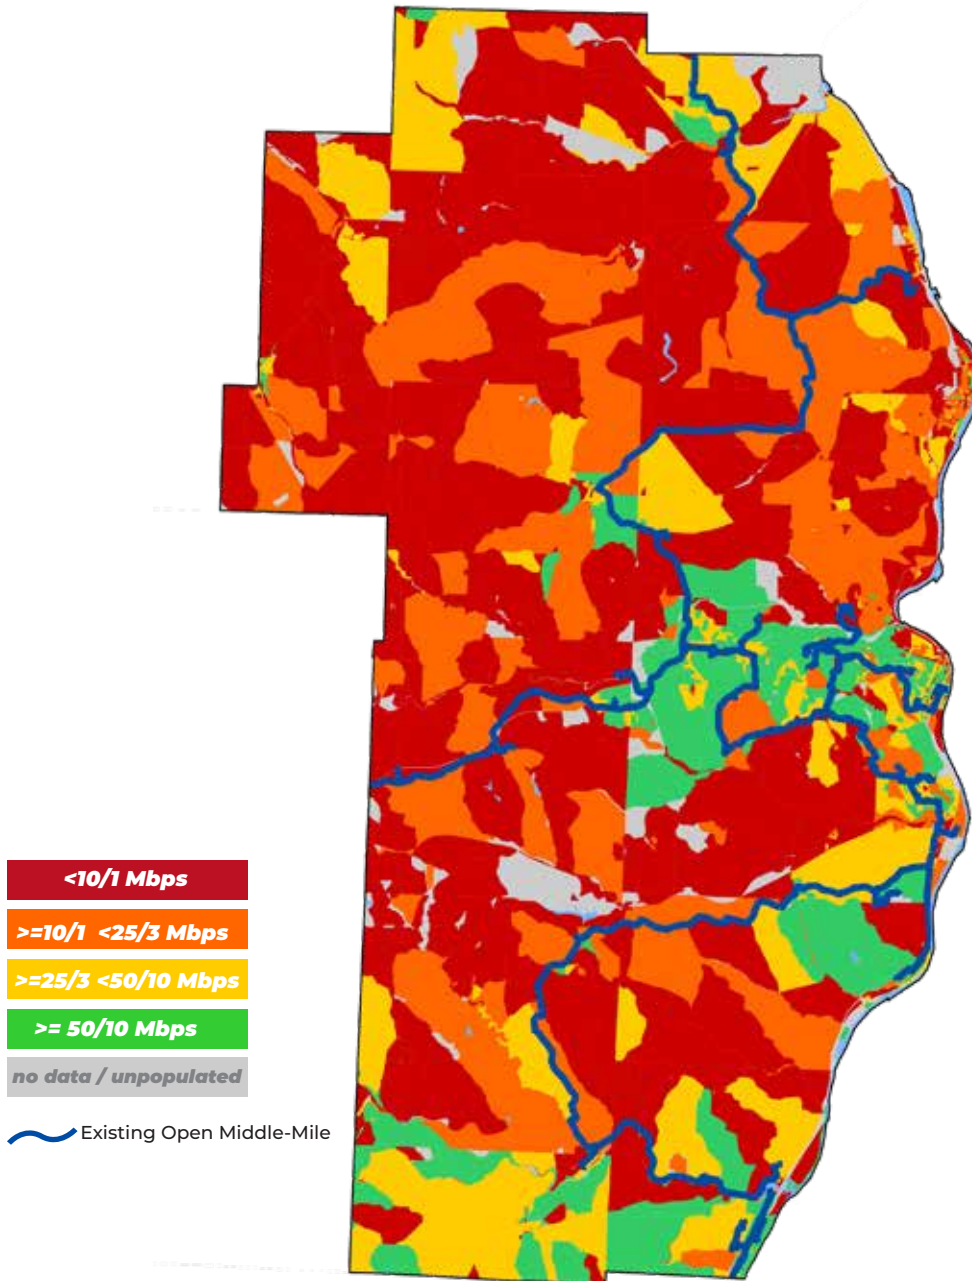 <10/1 Mbps
>=10/1 <25/3 Mbps
>=25/3 <50/10 Mbps
>= 50/10 Mbps
no data / unpopulated
Existing Open Middle-Mile